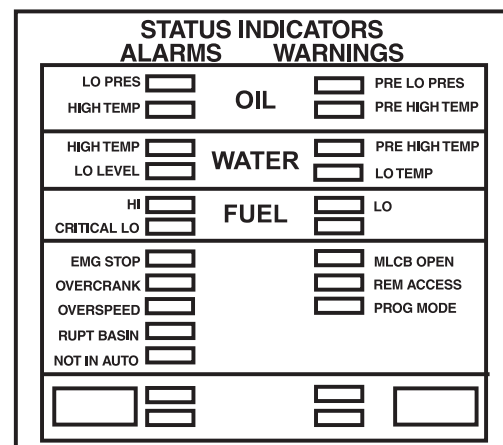 STATUS INDICATORS
ALARMS WARNINGS
LO PRES OIL PRE LO PRES
HIGH TEMP PRE HIGH TEMP
HIGH TEMP WATER PRE HIGH TEMP
LO LEVEL LO TEMP
HI FUEL LO
CRITICAL LO
EMG STOP MLCB OPEN
OVERCRANK REM ACCESS
OVERSPEED PROG MODE
RUPT BASIN
NOT IN AUTO